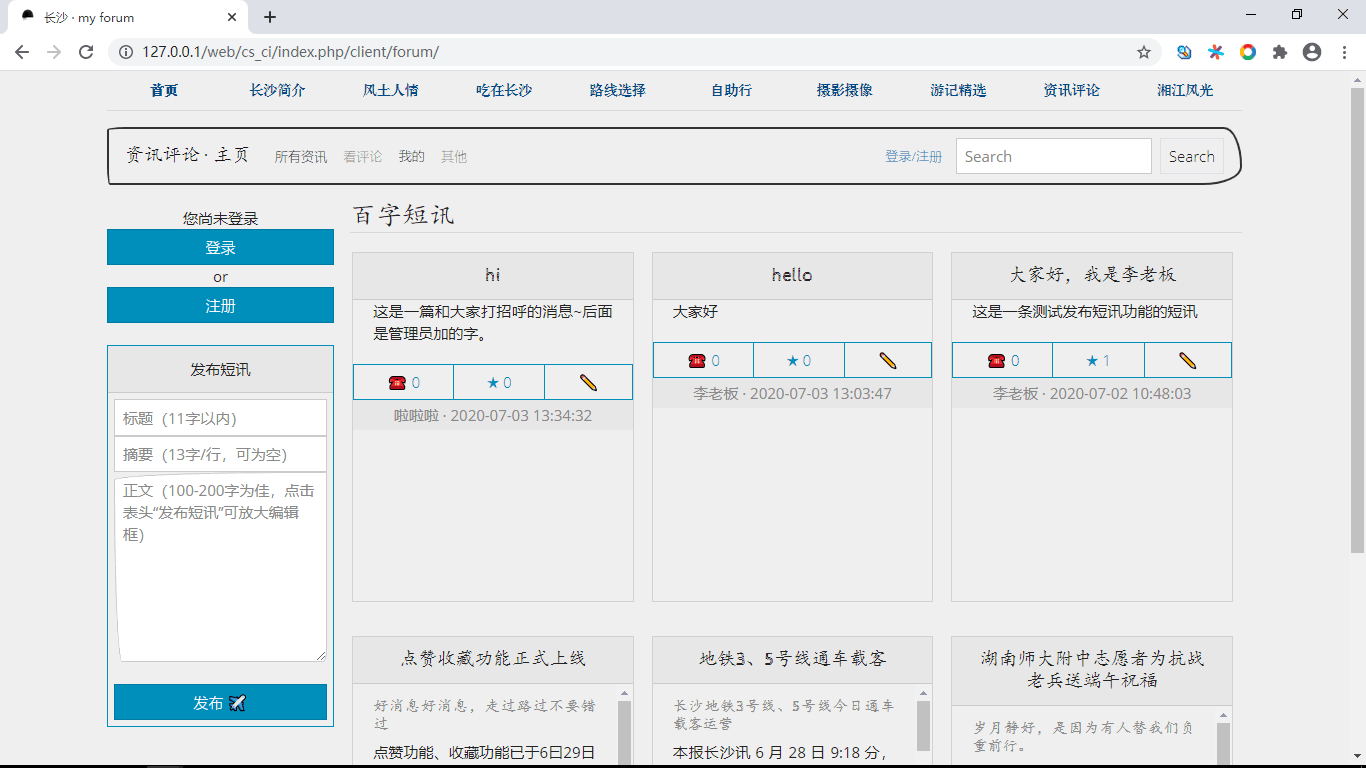 长沙 · my forum
127.0.0.1/web/cs_ci/index.php/client/forum/
首页 长沙简介 风土人情 吃在长沙 路线选择 自助行 摄影摄像 游记精选 资讯评论 湘江风光
资讯评论 · 主页 所有资讯 看评论 我的 其他 登录/注册 Search Search
您尚未登录
登录
or
注册
发布短讯
标题（11字以内）
摘要（13字/行，可为空）
正文（100-200字为佳，点击
表头“发布短讯”可放大编辑
框）
发布
百字短讯
hi
这是一篇和大家打招呼的消息~后面
是管理员加的字。
0 ★ 0
啦啦啦 · 2020-07-03 13:34:32
hello
大家好
0 ★ 0
李老板 · 2020-07-03 13:03:47
大家好，我是李老板
这是一条测试发布短讯功能的短讯
0 ★ 1
李老板 · 2020-07-02 10:48:03
点赞收藏功能正式上线
好消息好消息，走过路过不要错
过
点赞功能、收藏功能已于6日29日
地铁3、5号线通车载客
长沙地铁3号线、5号线今日通车
载客运营
本报长沙讯 6 月 28 日 9:18 分，
湖南师大附中志愿者为抗战
老兵送端午祝福
岁月静好，是因为有人替我们负
重前行。